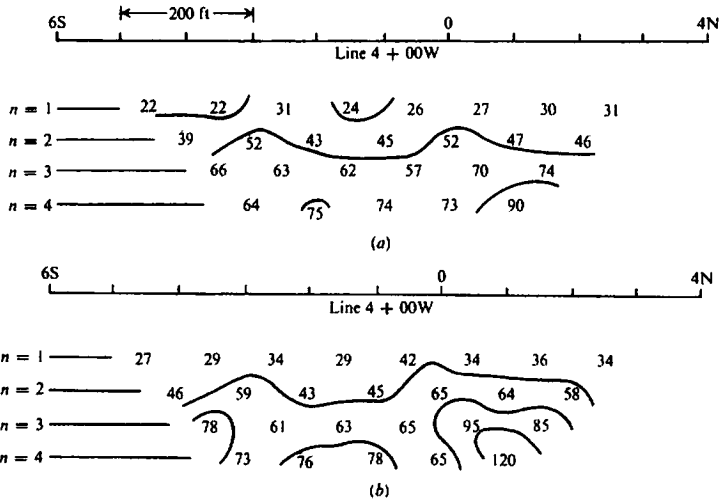 200 ft
6S 0 4N
Line 4 + 00W
n = 1 22 22 31 24 26 27 30 31
n = 2 39 52 43 45 52 47 46
n = 3 66 63 62 57 70 74
n = 4 64 75 74 73 90
(a)
6S 0 4N
Line 4 + 00W
n = 1 27 29 34 29 42 34 36 34
n = 2 46 59 43 45 65 64 58
n = 3 78 61 63 65 95 85
n = 4 73 76 78 65 120
(b)